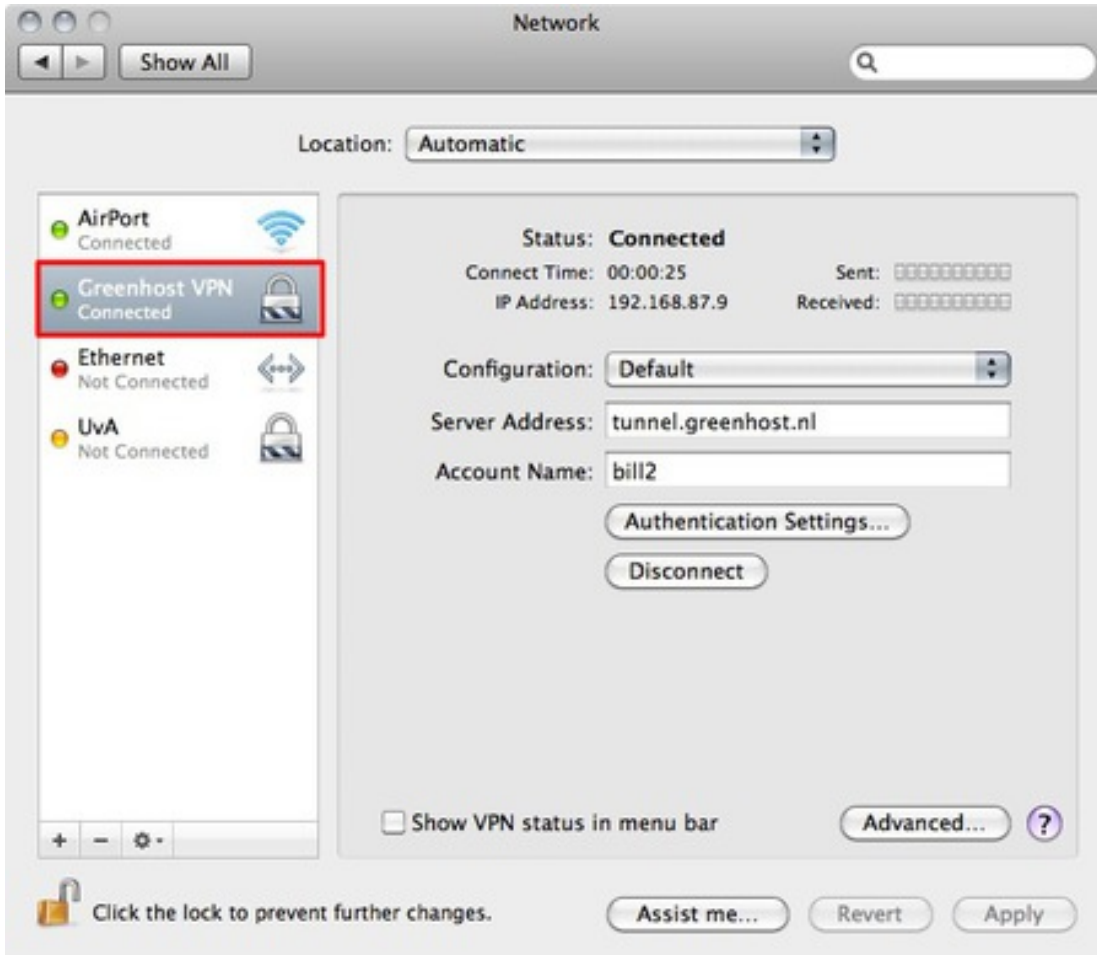 Network
Show All
Location: Automatic
AirPort
Connected
Greenhost VPN
Connected
Ethernet
Not Connected
UvA
Not Connected
Status: Connected
Connect Time: 00:00:25 Sent:
IP Address: 192.168.87.9 Received:
Configuration: Default
Server Address: tunnel.greenhost.nl
Account Name: bill2
Authentication Settings...
Disconnect
Show VPN status in menu bar
Advanced... ?
+ −
Click the lock to prevent further changes.
Assist me... Revert Apply